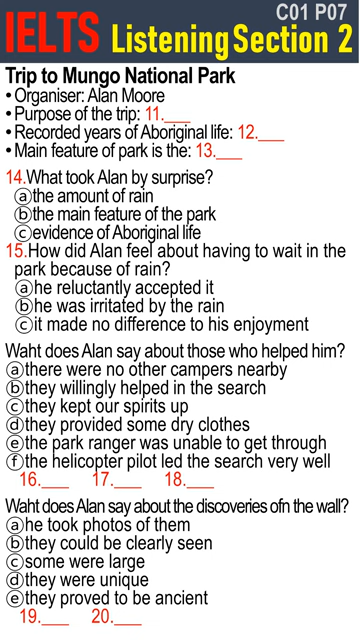 C01 P07
IELTS Listening Section 2
Trip to Mungo National Park
• Organiser: Alan Moore
• Purpose of the trip: 11.___
• Recorded years of Aboriginal life: 12.___
• Main feature of park is the: 13.___
14.What took Alan by surprise?
ⓐthe amount of rain
ⓑthe main feature of the park
ⓒevidence of Aboriginal life
15.How did Alan feel about having to wait in the
park because of rain?
ⓐhe reluctantly accepted it
ⓑhe was irritated by the rain
ⓒit made no difference to his enjoyment
Waht does Alan say about those who helped him?
ⓐthere were no other campers nearby
ⓑthey willingly helped in the search
ⓒthey kept our spirits up
ⓓthey provided some dry clothes
ⓔthe park ranger was unable to get through
ⓕthe helicopter pilot led the search very well
16.___ 17.___ 18.___
Waht does Alan say about the discoveries ofn the wall?
ⓐhe took photos of them
ⓑthey could be clearly seen
ⓒsome were large
ⓓthey were unique
ⓔthey proved to be ancient
19.___ 20.___